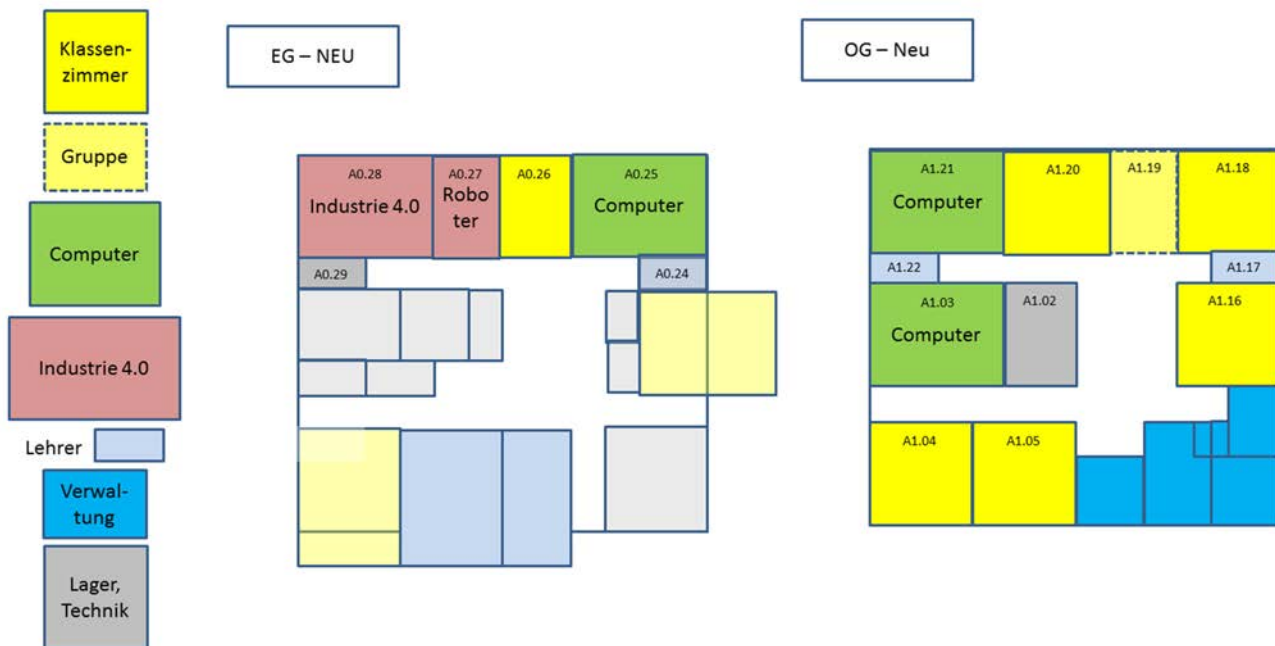 Klassen-
zimmer
Gruppe
Computer
Industrie 4.0
Lehrer
Verwal-
tung
Lager,
Technik
EG – NEU
A0.28
Industrie 4.0
A0.27
Robo
ter
A0.26
A0.25
Computer
A0.29
A0.24
OG – Neu
A1.21
Computer
A1.20
A1.19
A1.18
A1.22
A1.17
A1.03
Computer
A1.02
A1.16
A1.04
A1.05